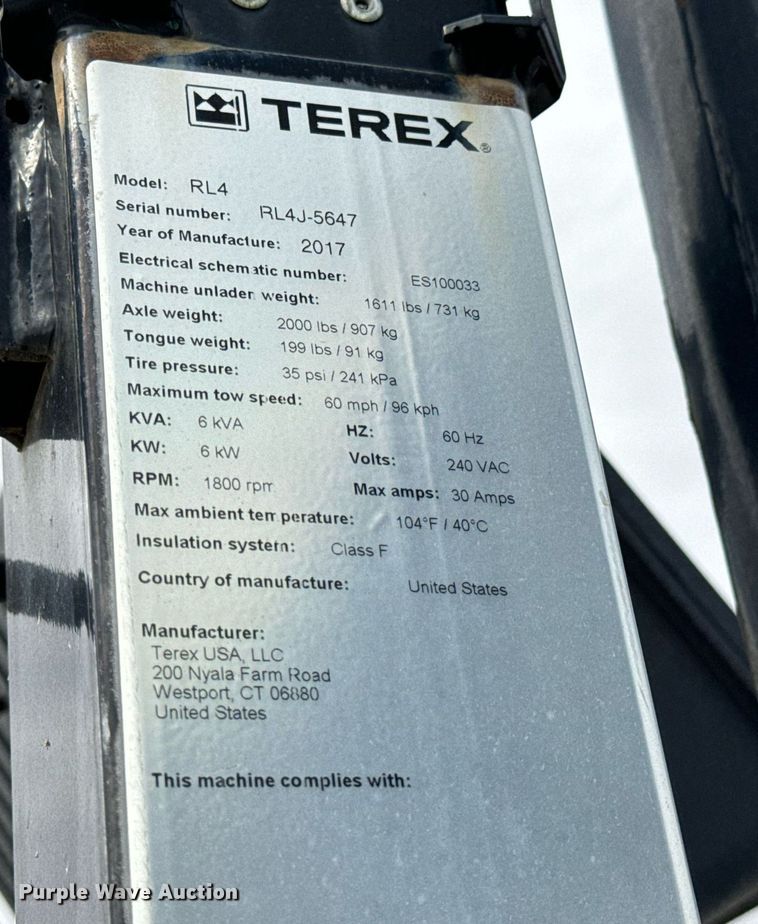 TEREX®
Model: RL4
Serial number: RL4J-5647
Year of Manufacture: 2017
Electrical schematic number: ES100033
Machine unladen weight: 1611 lbs / 731 kg
Axle weight: 2000 lbs / 907 kg
Tongue weight: 199 lbs / 91 kg
Tire pressure: 35 psi / 241 kPa
Maximum tow speed: 60 mph / 96 kph
KVA: 6 kVA HZ: 60 Hz
KW: 6 kW Volts: 240 VAC
RPM: 1800 rpm Max amps: 30 Amps
Max ambient temperature: 104°F / 40°C
Insulation system: Class F
Country of manufacture: United States
Manufacturer:
Terex USA, LLC
200 Nyala Farm Road
Westport, CT 06880
United States
This machine complies with:
Purple Wave Auction